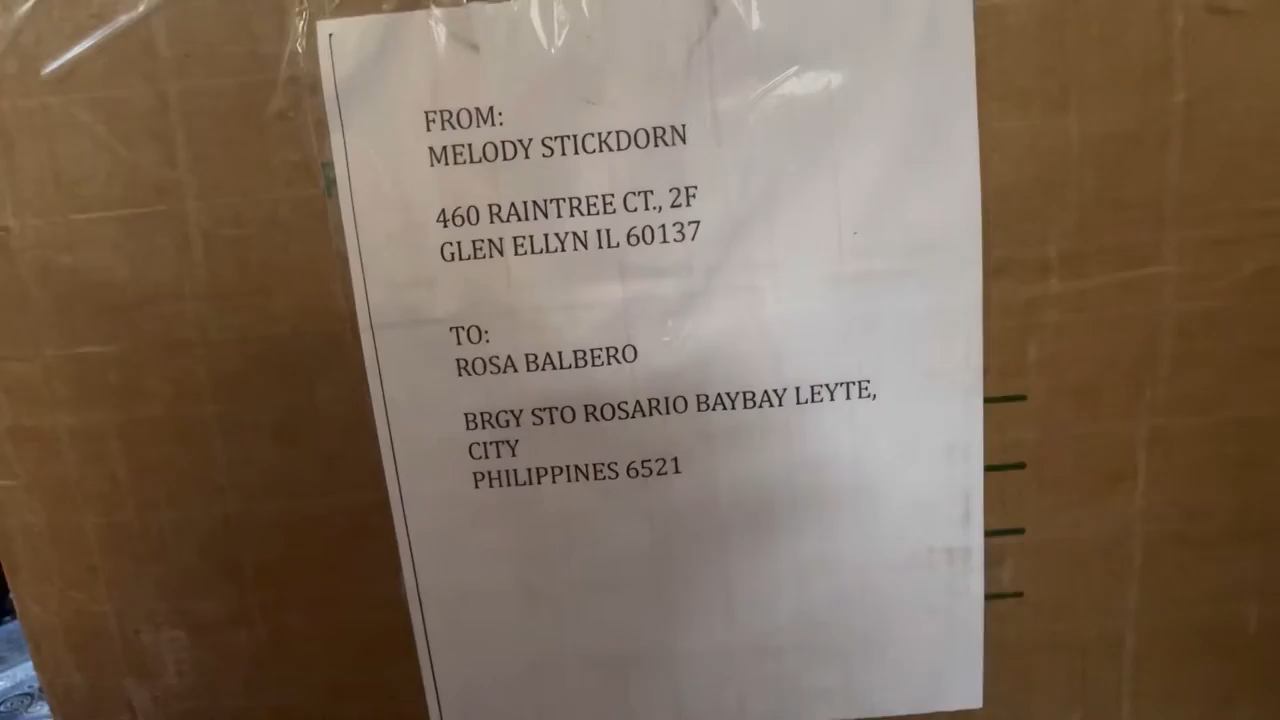 FROM:
MELODY STICKDORN
460 RAINTREE CT., 2F
GLEN ELLYN IL 60137
TO:
ROSA BALBERO
BRGY STO ROSARIO BAYBAY LEYTE,
CITY
PHILIPPINES 6521